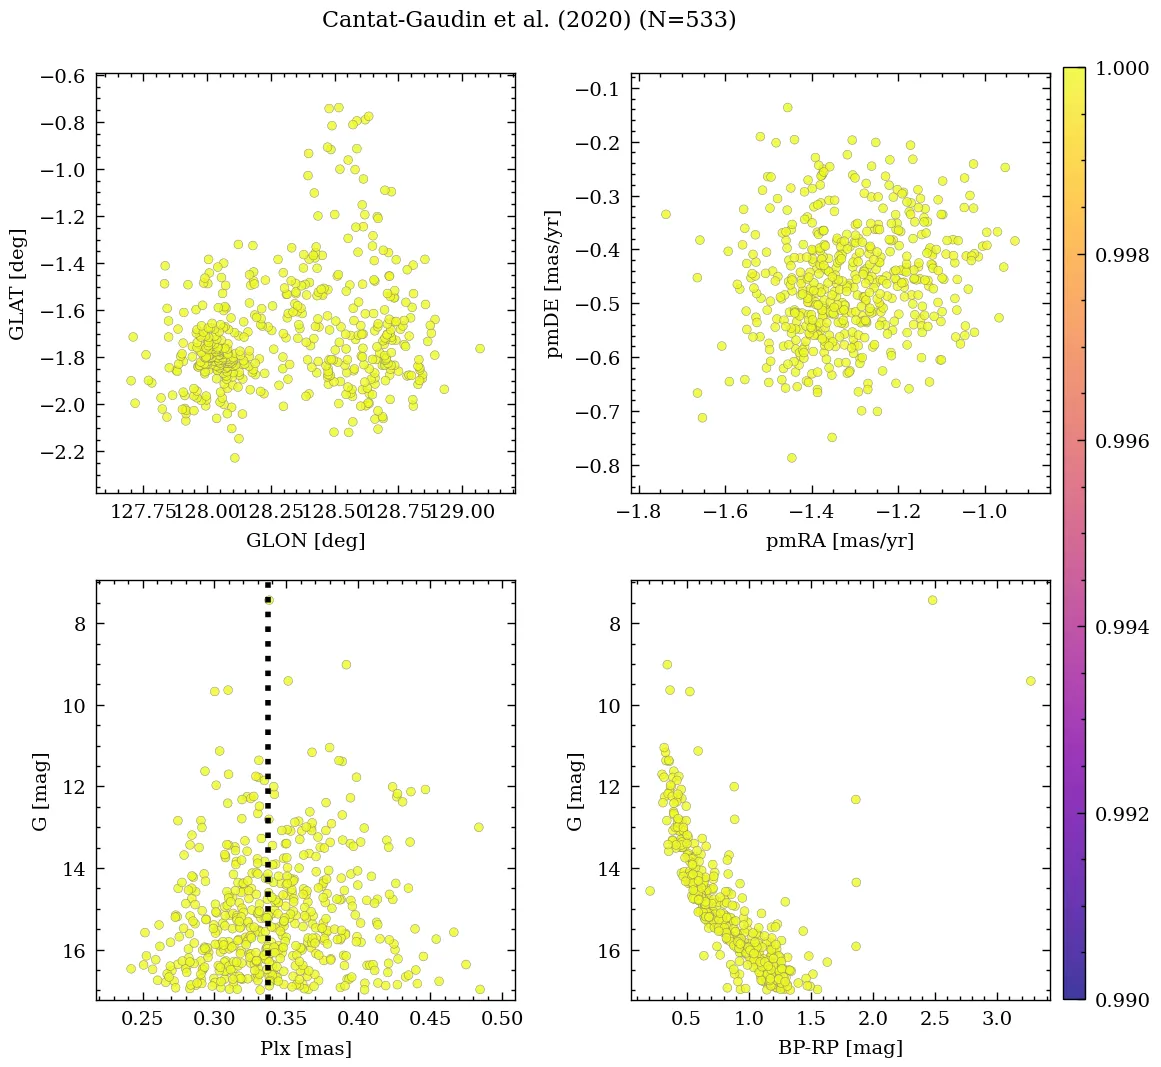 Cantat-Gaudin et al. (2020) (N=533)
−0.6
−0.8
−1.0
−1.2
−1.4
−1.6
−1.8
−2.0
−2.2
GLAT [deg]
127.75 128.00 128.25 128.50 128.75 129.00
GLON [deg]
−0.1
−0.2
−0.3
−0.4
−0.5
−0.6
−0.7
−0.8
pmDE [mas/yr]
−1.8 −1.6 −1.4 −1.2 −1.0
pmRA [mas/yr]
8
10
12
14
16
G [mag]
0.25 0.30 0.35 0.40 0.45 0.50
Plx [mas]
8
10
12
14
16
G [mag]
0.5 1.0 1.5 2.0 2.5 3.0
BP-RP [mag]
1.000
0.998
0.996
0.994
0.992
0.990